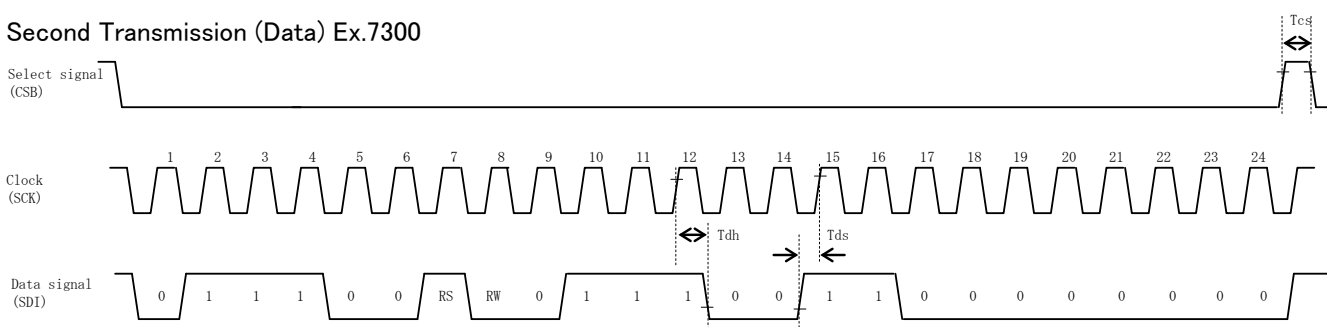 Second Transmission (Data) Ex.7300
Tcs
Select signal
(CSB)
1 2 3 4 5 6 7 8 9 10 11 12 13 14 15 16 17 18 19 20 21 22 23 24
Clock
(SCK)
Tdh Tds
Data signal
(SDI)
0 1 1 1 0 0 RS RW 0 1 1 1 0 0 1 1 0 0 0 0 0 0 0 0